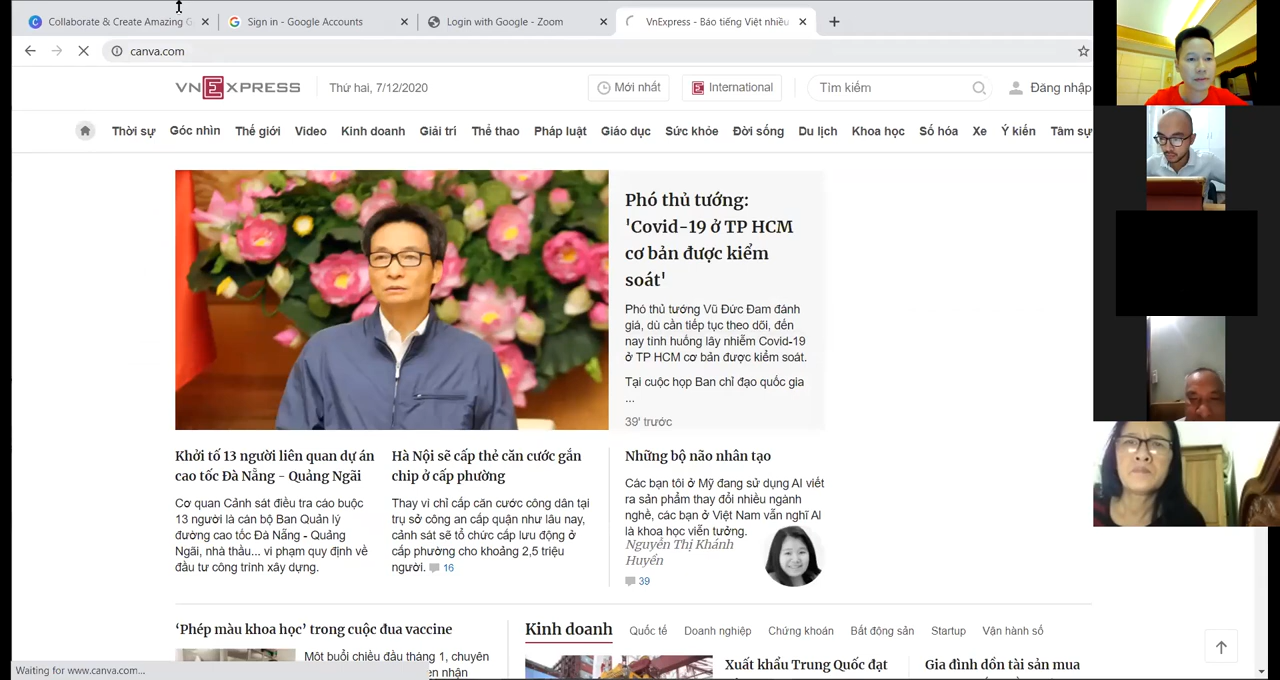 Collaborate & Create Amazing G
Sign in - Google Accounts
Login with Google - Zoom
VnExpress - Báo tiếng Việt nhiều
canva.com
VNEXPRESS
Thứ hai, 7/12/2020
Mới nhất
International
Tìm kiếm
Đăng nhập
Thời sự
Góc nhìn
Thế giới
Video
Kinh doanh
Giải trí
Thể thao
Pháp luật
Giáo dục
Sức khỏe
Đời sống
Du lịch
Khoa học
Số hóa
Xe
Ý kiến
Tâm sự
Phó thủ tướng:
'Covid-19 ở TP HCM
cơ bản được kiểm
soát'
Phó thủ tướng Vũ Đức Đam đánh
giá, dù cần tiếp tục theo dõi, đến
nay tình huống lây nhiễm Covid-19
ở TP HCM cơ bản được kiểm soát.
Tại cuộc họp Ban chỉ đạo quốc gia
...
39' trước
Khởi tố 13 người liên quan dự án
cao tốc Đà Nẵng - Quảng Ngãi
Cơ quan Cảnh sát điều tra cáo buộc
13 người là cán bộ Ban Quản lý
đường cao tốc Đà Nẵng - Quảng
Ngãi, nhà thầu... vi phạm quy định về
đầu tư công trình xây dựng.
Hà Nội sẽ cấp thẻ căn cước gắn
chip ở cấp phường
Thay vì chỉ cấp căn cước công dân tại
trụ sở công an cấp quận như lâu nay,
cảnh sát sẽ tổ chức cấp lưu động ở
cấp phường cho khoảng 2,5 triệu
người. 16
Những bộ não nhân tạo
Các bạn tôi ở Mỹ đang sử dụng AI viết
ra sản phẩm thay đổi nhiều ngành
nghề, các bạn ở Việt Nam vẫn nghĩ AI
là khoa học viễn tưởng.
Nguyễn Thị Khánh
Huyền
39
‘Phép màu khoa học’ trong cuộc đua vaccine
Một buổi chiều đầu tháng 1, chuyên
Kinh doanh
Quốc tế
Doanh nghiệp
Chứng khoán
Bất động sản
Startup
Vận hành số
Xuất khẩu Trung Quốc đạt
Gia đình dồn tài sản mua
Waiting for www.canva.com...